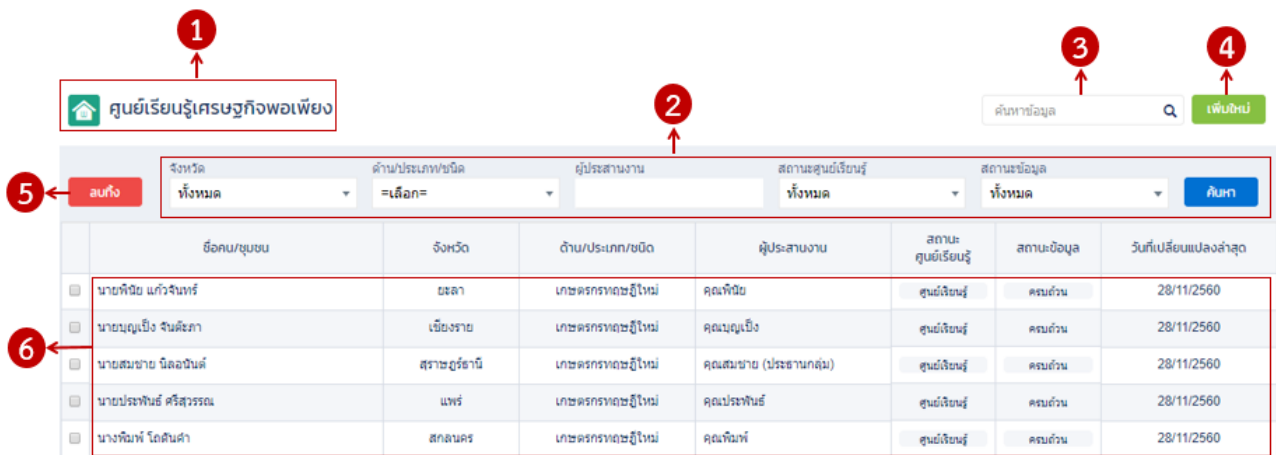 1
3
4
ศูนย์เรียนรู้เศรษฐกิจพอเพียง
2
ค้นหาข้อมูล
เพิ่มใหม่
จังหวัด ด้าน/ประเภท/ชนิด ผู้ประสานงาน สถานะศูนย์เรียนรู้ สถานะข้อมูล
5 ลบทิ้ง ทั้งหมด =เลือก= ทั้งหมด ทั้งหมด ค้นหา
ชื่อคน/ชุมชน จังหวัด ด้าน/ประเภท/ชนิด ผู้ประสานงาน สถานะ ศูนย์เรียนรู้ สถานะข้อมูล วันที่เปลี่ยนแปลงล่าสุด
นายพินัย แก้วจันทร์ ยะลา เกษตรกรทฤษฎีใหม่ คุณพินัย ศูนย์เรียนรู้ ครบถ้วน 28/11/2560
นายบุญเป็ง จันต๊ะภา เชียงราย เกษตรกรทฤษฎีใหม่ คุณบุญเป็ง ศูนย์เรียนรู้ ครบถ้วน 28/11/2560
6
นายสมชาย นิลอนันต์ สุราษฎร์ธานี เกษตรกรทฤษฎีใหม่ คุณสมชาย (ประธานกลุ่ม) ศูนย์เรียนรู้ ครบถ้วน 28/11/2560
นายประพันธ์ ศรีสุวรรณ แพร่ เกษตรกรทฤษฎีใหม่ คุณประพันธ์ ศูนย์เรียนรู้ ครบถ้วน 28/11/2560
นางพิมพ์ โถตันคำ สกลนคร เกษตรกรทฤษฎีใหม่ คุณพิมพ์ ศูนย์เรียนรู้ ครบถ้วน 28/11/2560